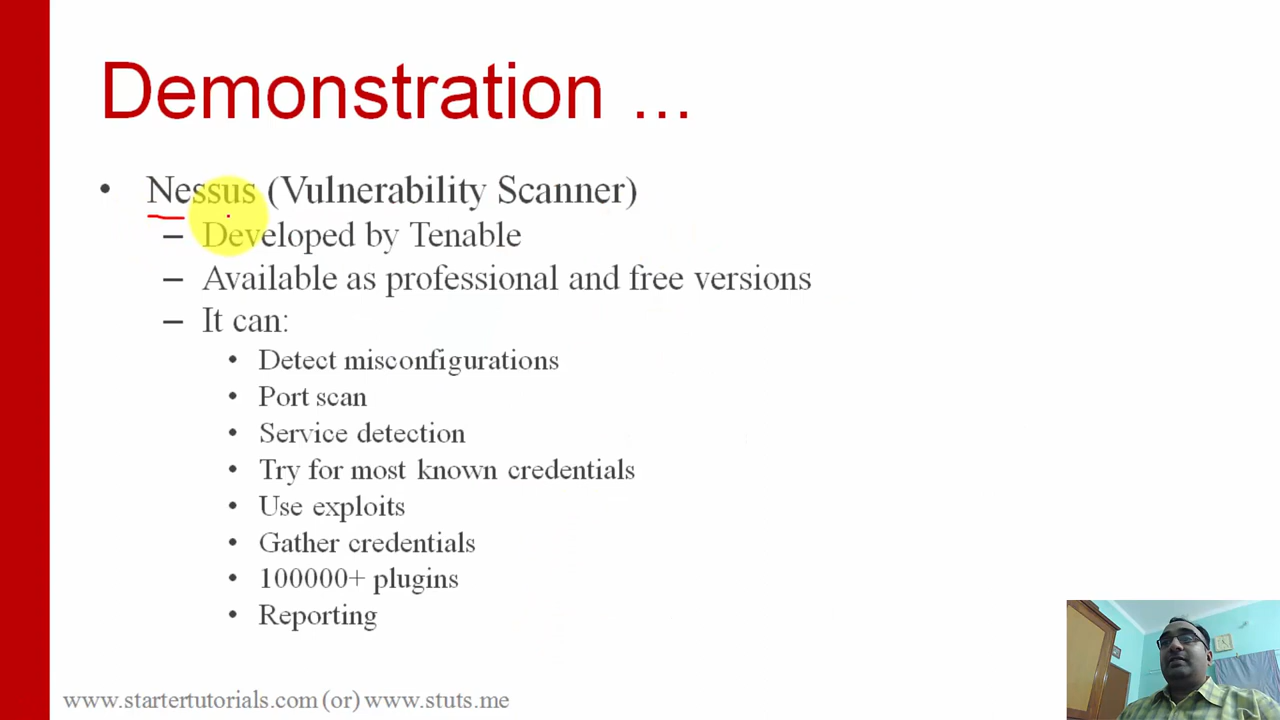 Demonstration ...
• Nessus (Vulnerability Scanner)
– Developed by Tenable
– Available as professional and free versions
– It can:
• Detect misconfigurations
• Port scan
• Service detection
• Try for most known credentials
• Use exploits
• Gather credentials
• 100000+ plugins
• Reporting
www.startertutorials.com (or) www.stuts.me